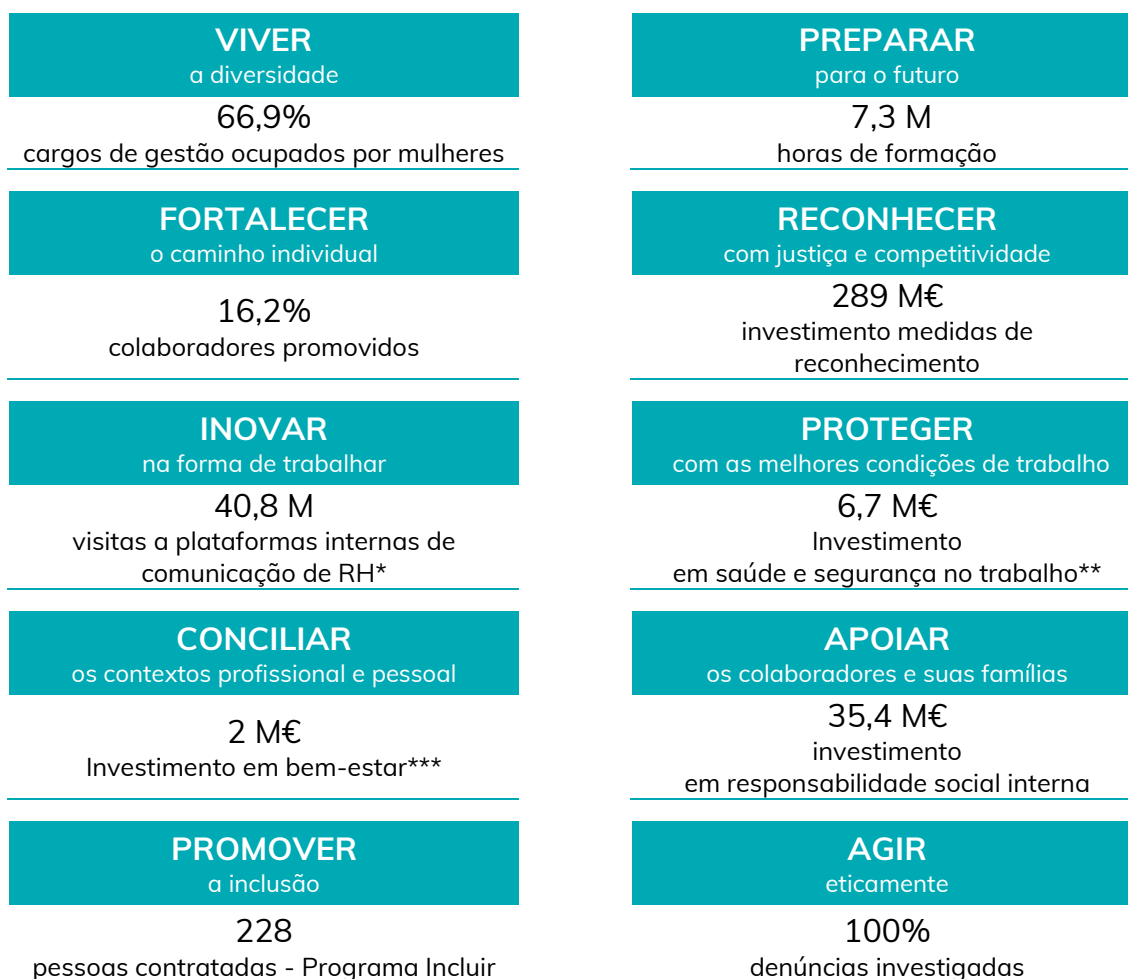 VIVER
a diversidade
66,9%
cargos de gestão ocupados por mulheres
PREPARAR
para o futuro
7,3 M
horas de formação
FORTALECER
o caminho individual
16,2%
colaboradores promovidos
RECONHECER
com justiça e competitividade
289 M€
investimento medidas de
reconhecimento
INOVAR
na forma de trabalhar
40,8 M
visitas a plataformas internas de
comunicação de RH*
PROTEGER
com as melhores condições de trabalho
6,7 M€
Investimento
em saúde e segurança no trabalho**
CONCILIAR
os contextos profissional e pessoal
2 M€
Investimento em bem-estar***
APOIAR
os colaboradores e suas famílias
35,4 M€
investimento
em responsabilidade social interna
PROMOVER
a inclusão
228
pessoas contratadas - Programa Incluir
AGIR
eticamente
100%
denúncias investigadas